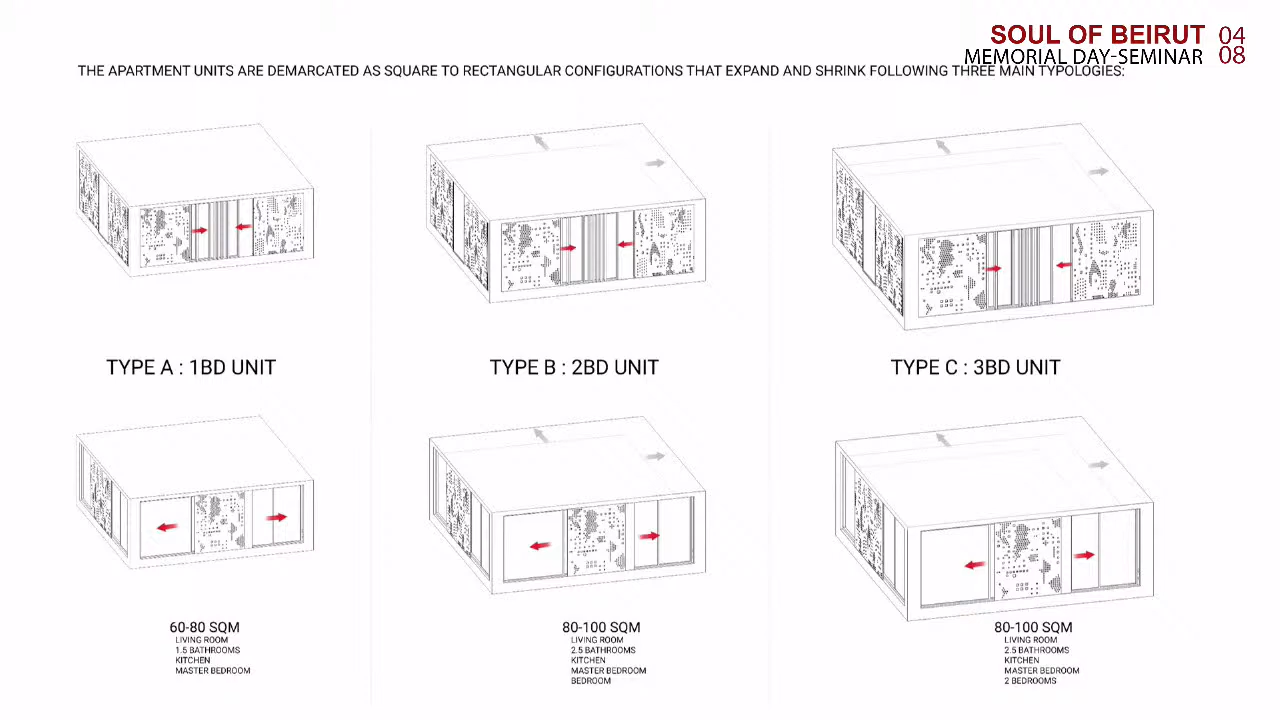 SOUL OF BEIRUT 04
MEMORIAL DAY-SEMINAR 08
THE APARTMENT UNITS ARE DEMARCATED AS SQUARE TO RECTANGULAR CONFIGURATIONS THAT EXPAND AND SHRINK FOLLOWING THREE MAIN TYPOLOGIES:
TYPE A : 1BD UNIT
TYPE B : 2BD UNIT
TYPE C : 3BD UNIT
60-80 SQM
LIVING ROOM
1.5 BATHROOMS
KITCHEN
MASTER BEDROOM
80-100 SQM
LIVING ROOM
2.5 BATHROOMS
KITCHEN
MASTER BEDROOM
BEDROOM
80-100 SQM
LIVING ROOM
2.5 BATHROOMS
KITCHEN
MASTER BEDROOM
2 BEDROOMS